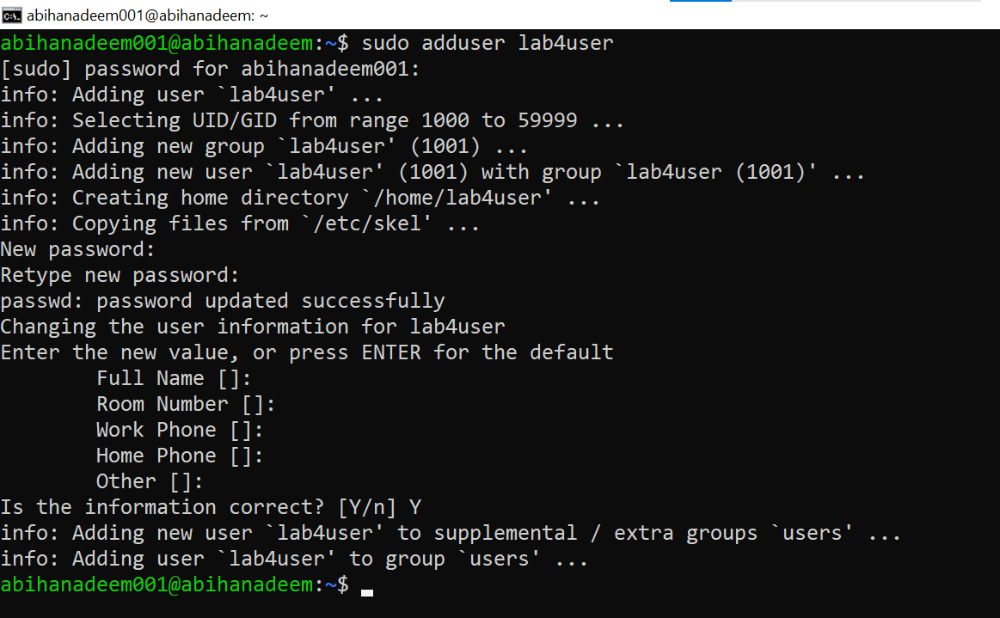 abihanadeem001@abihanadeem: ~
abihanadeem001@abihanadeem:~$ sudo adduser lab4user
[sudo] password for abihanadeem001:
info: Adding user `lab4user' ...
info: Selecting UID/GID from range 1000 to 59999 ...
info: Adding new group `lab4user' (1001) ...
info: Adding new user `lab4user' (1001) with group `lab4user (1001)' ...
info: Creating home directory `/home/lab4user' ...
info: Copying files from `/etc/skel' ...
New password:
Retype new password:
passwd: password updated successfully
Changing the user information for lab4user
Enter the new value, or press ENTER for the default
        Full Name []:
        Room Number []:
        Work Phone []:
        Home Phone []:
        Other []:
Is the information correct? [Y/n] Y
info: Adding new user `lab4user' to supplemental / extra groups `users' ...
info: Adding user `lab4user' to group `users' ...
abihanadeem001@abihanadeem:~$